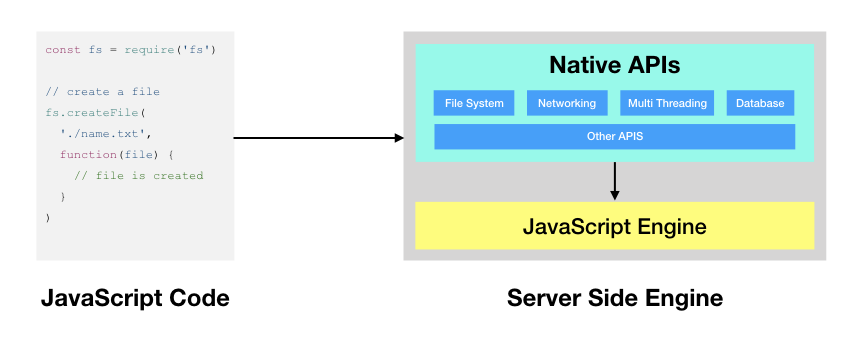 const fs = require('fs')
// create a file
fs.createFile(
'./name.txt',
function(file) {
// file is created
}
)
JavaScript Code
Native APIs
File System
Networking
Multi Threading
Database
Other APIS
JavaScript Engine
Server Side Engine